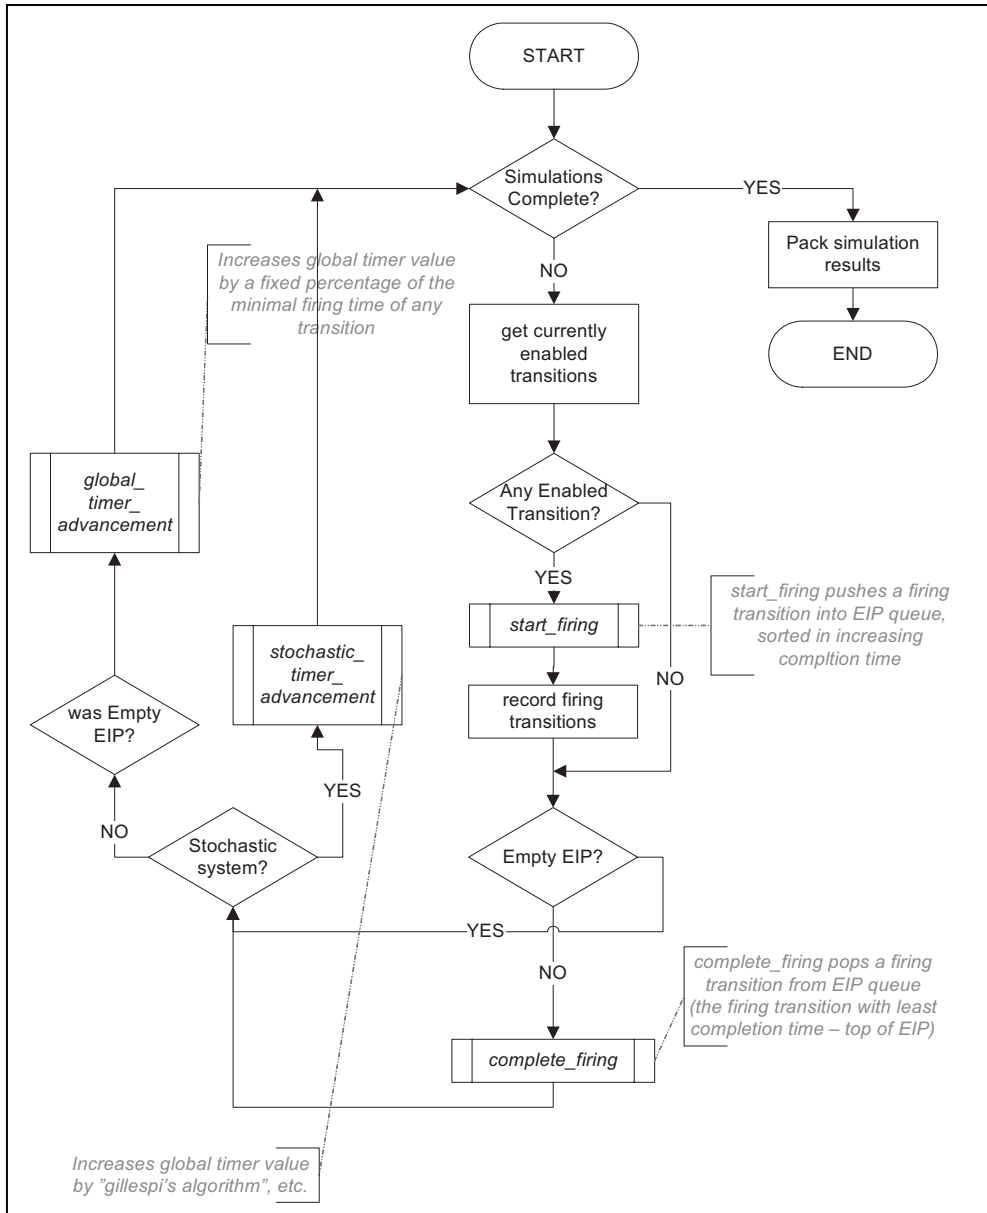 START
Simulations
Complete?
YES
Pack simulation
results
END
NO
Increases global timer value
by a fixed percentage of the
minimal firing time of any
transition
get currently
enabled
transitions
global_
timer_
advancement
Any Enabled
Transition?
YES
start_firing pushes a firing
transition into EIP queue,
sorted in increasing
compltion time
start_firing
stochastic_
timer_
advancement
NO
record firing
transitions
was Empty
EIP?
YES
NO
Stochastic
system?
Empty EIP?
YES
NO
complete_firing pops a firing
transition from EIP queue
(the firing transition with least
completion time – top of EIP)
complete_firing
Increases global timer value
by ”gillespi’s algorithm”, etc.